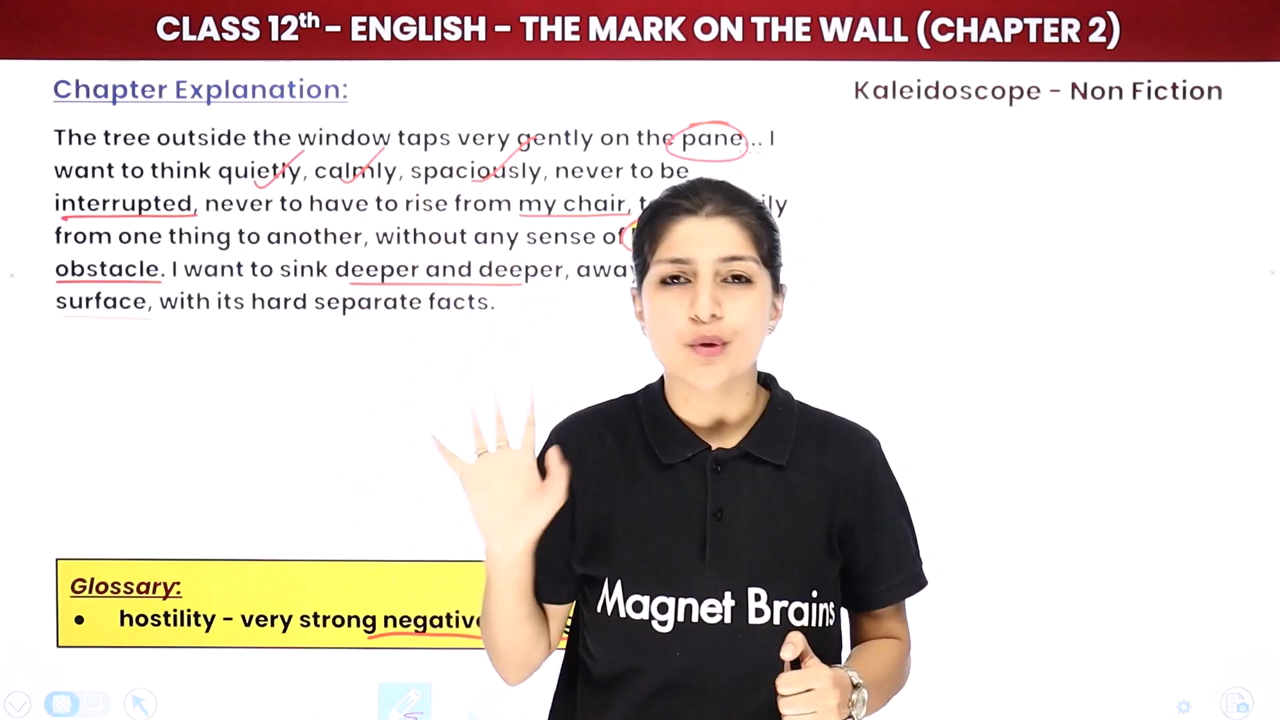 CLASS 12th - ENGLISH - THE MARK ON THE WALL (CHAPTER 2)
Chapter Explanation:
Kaleidoscope - Non Fiction
The tree outside the window taps very gently on the pane... I
want to think quietly, calmly, spaciously, never to be
interrupted, never to have to rise from my chair,
from one thing to another, without any sense of
obstacle. I want to sink deeper and deeper,
surface, with its hard separate facts.
Glossary:
• hostility - very strong
Magnet Brains